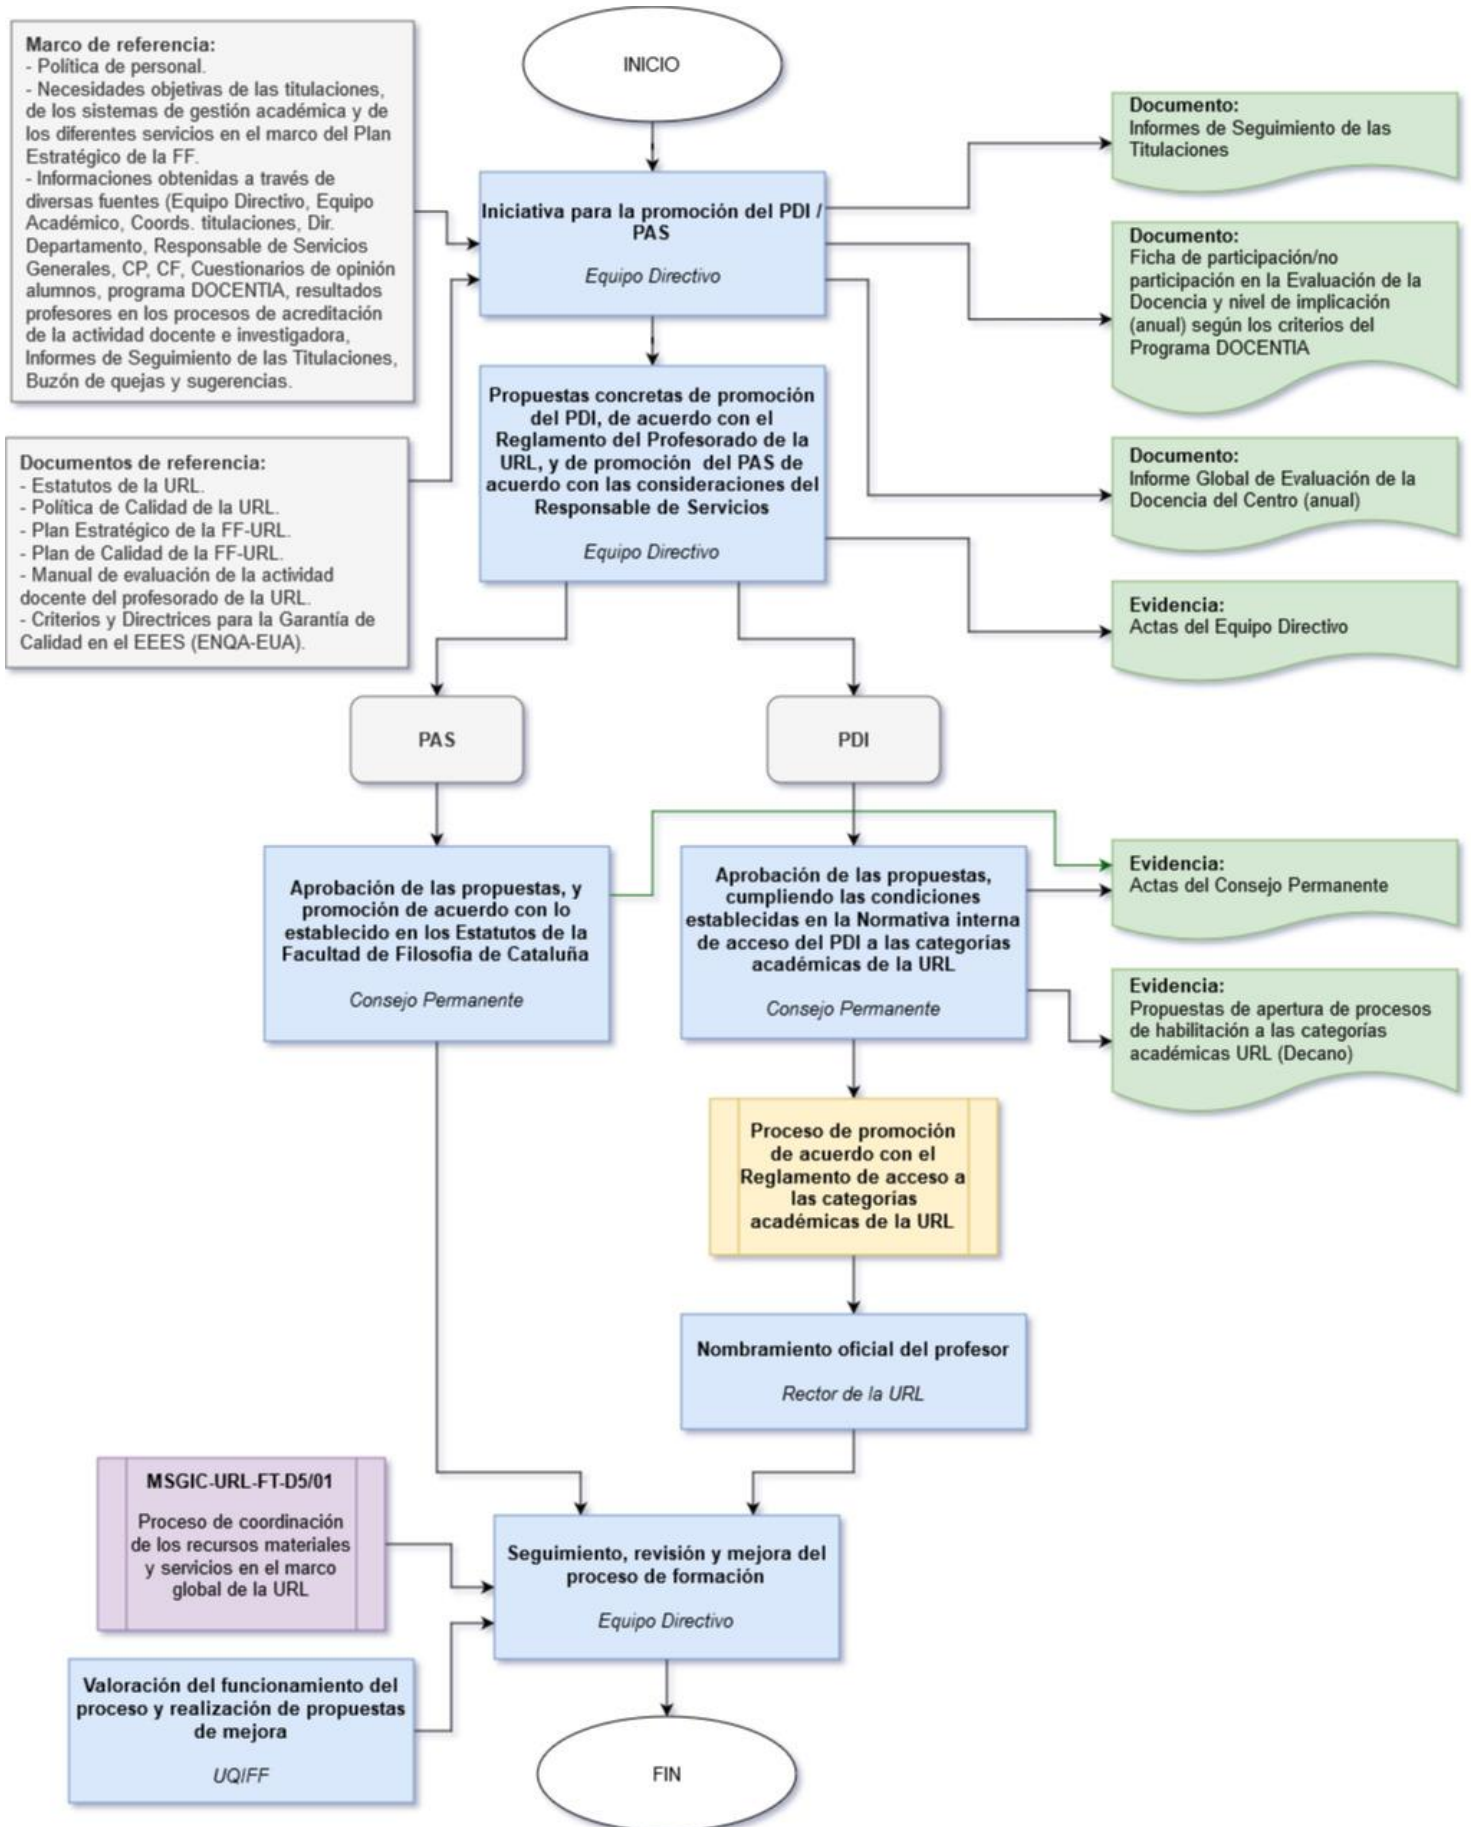 INICIO
Marco de referencia:
- Política de personal.
- Necesidades objetivas de las titulaciones,
de los sistemas de gestión académica y de
los diferentes servicios en el marco del Plan
Estratégico de la FF.
- Informaciones obtenidas a través de
diversas fuentes (Equipo Directivo, Equipo
Académico, Coords. titulaciones, Dir.
Departamento, Responsable de Servicios
Generales, CP, CF, Cuestionarios de opinión
alumnos, programa DOCENTIA, resultados
profesores en los procesos de acreditación
de la actividad docente e investigadora,
Informes de Seguimiento de las Titulaciones,
Buzón de quejas y sugerencias.
Documentos de referencia:
- Estatutos de la URL.
- Política de Calidad de la URL.
- Plan Estratégico de la FF-URL.
- Plan de Calidad de la FF-URL.
- Manual de evaluación de la actividad
docente del profesorado de la URL.
- Criterios y Directrices para la Garantía de
Calidad en el EEES (ENQA-EUA).
Iniciativa para la promoción del PDI /
PAS
Equipo Directivo
Documento:
Informes de Seguimiento de las
Titulaciones
Documento:
Ficha de participación/no
participación en la Evaluación de la
Docencia y nivel de implicación
(anual) según los criterios del
Programa DOCENTIA
Documento:
Informe Global de Evaluación de la
Docencia del Centro (anual)
Propuestas concretas de promoción
del PDI, de acuerdo con el
Reglamento del Profesorado de la
URL, y de promoción del PAS de
acuerdo con las consideraciones del
Responsable de Servicios
Equipo Directivo
Evidencia:
Actas del Equipo Directivo
PAS
PDI
Aprobación de las propuestas, y
promoción de acuerdo con lo
establecido en los Estatutos de la
Facultad de Filosofia de Cataluña
Consejo Permanente
Aprobación de las propuestas,
cumpliendo las condiciones
establecidas en la Normativa interna
de acceso del PDI a las categorías
académicas de la URL
Consejo Permanente
Evidencia:
Actas del Consejo Permanente
Evidencia:
Propuestas de apertura de procesos
de habilitación a las categorías
académicas URL (Decano)
Proceso de promoción
de acuerdo con el
Reglamento de acceso a
las categorías
académicas de la URL
Nombramiento oficial del profesor
Rector de la URL
MSGIC-URL-FT-D5/01
Proceso de coordinación
de los recursos materiales
y servicios en el marco
global de la URL
Seguimiento, revisión y mejora del
proceso de formación
Equipo Directivo
Valoración del funcionamiento del
proceso y realización de propuestas
de mejora
UQIFF
FIN